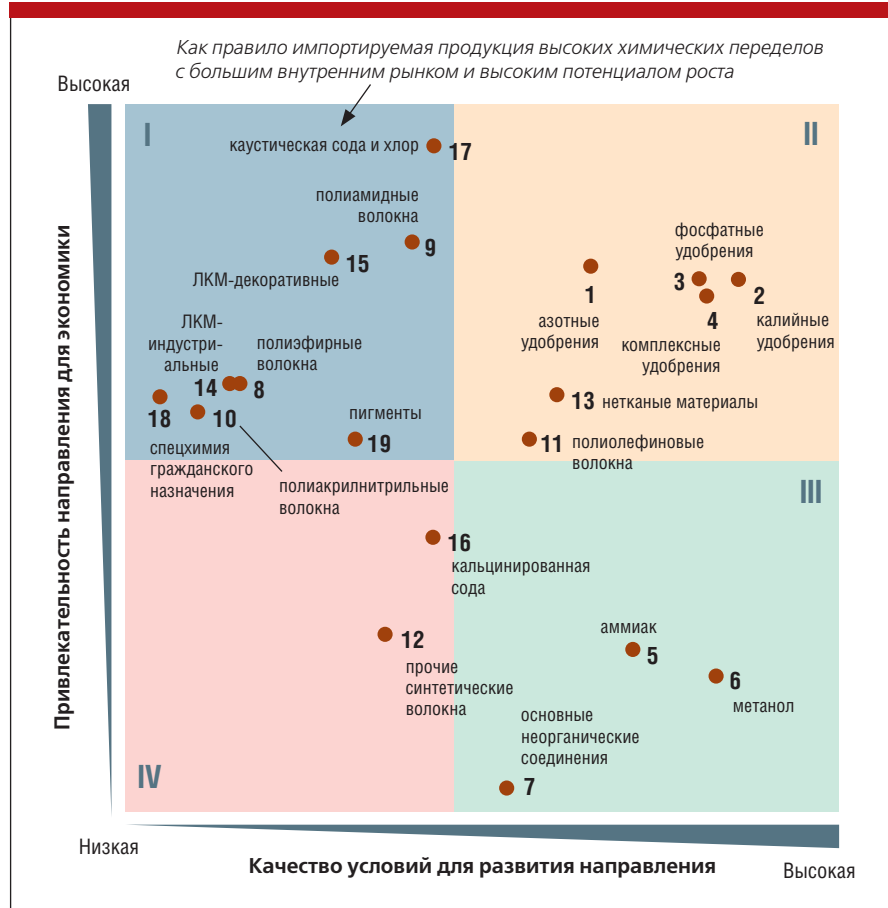 Как правило импортируемая продукция высоких химических переделов
с большим внутренним рынком и высоким потенциалом роста
Высокая
I
II
каустическая сода и хлор
17
полиамидные
волокна
9
15
ЛКМ-декоративные
фосфатные
удобрения
1
3
2
4
азотные
удобрения
комплексные
удобрения
калийные
удобрения
ЛКМ-
индустри-
альные
полиэфирные
волокна
14
8
18
10
13 нетканые материалы
пигменты
19
11 полиолефиновые
волокна
спецхимия
гражданского
назначения
полиакрилнитрильные
волокна
III
16
кальцинированная
сода
12
прочие
синтетические
волокна
аммиак
5
6
метанол
основные
неорганические
соединения
7
IV
Привлекательность направления для экономики
Низкая
Качество условий для развития направления
Высокая